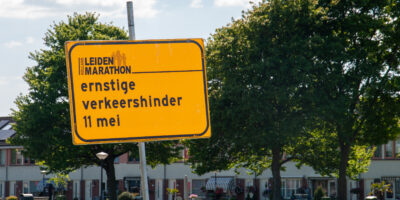 LEIDEN
MARATHON
ernstige
verkeershinder
11 mei